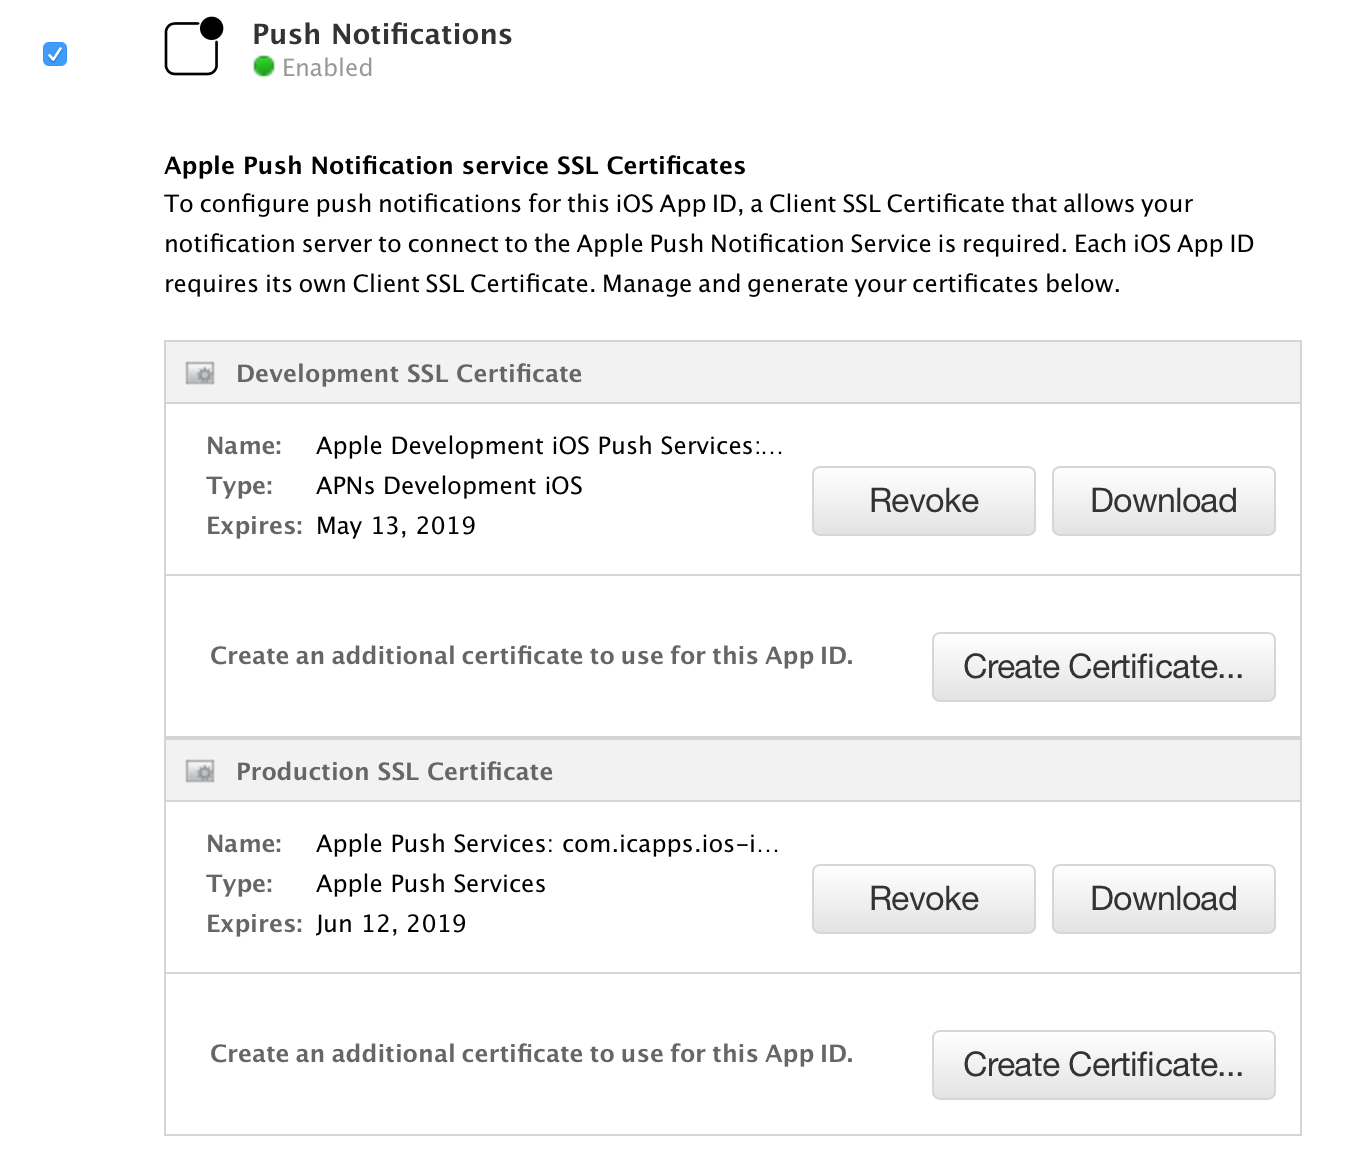 Push Notifications
Enabled
Apple Push Notification service SSL Certificates
To configure push notifications for this iOS App ID, a Client SSL Certificate that allows your
notification server to connect to the Apple Push Notification Service is required. Each iOS App ID
requires its own Client SSL Certificate. Manage and generate your certificates below.
Development SSL Certificate
Name: Apple Development iOS Push Services:...
Type: APNs Development iOS
Expires: May 13, 2019
Revoke Download
Create an additional certificate to use for this App ID.
Create Certificate...
Production SSL Certificate
Name: Apple Push Services: com.icapps.ios-i...
Type: Apple Push Services
Expires: Jun 12, 2019
Revoke Download
Create an additional certificate to use for this App ID.
Create Certificate...